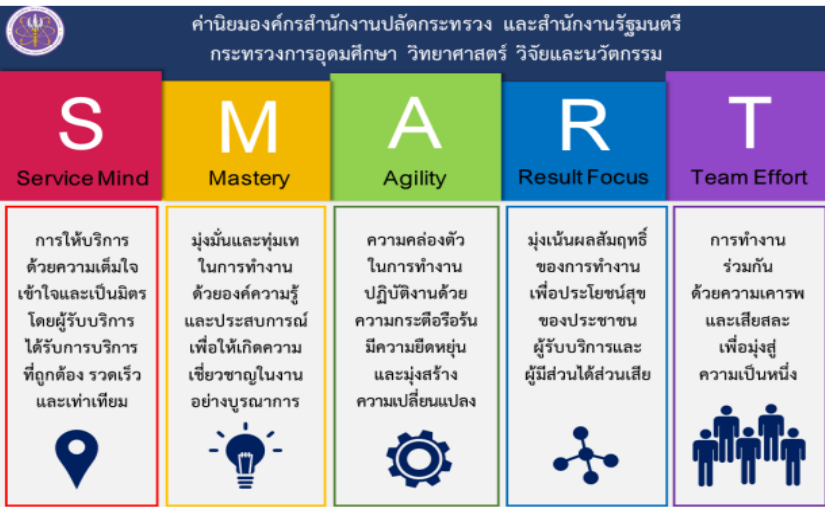 ค่านิยมองค์กรสำนักงานปลัดกระทรวง และสำนักงานรัฐมนตรี
กระทรวงการอุดมศึกษา วิทยาศาสตร์ วิจัยและนวัตกรรม
S
Service Mind
การให้บริการ
ด้วยความเต็มใจ
เข้าใจและเป็นมิตร
โดยผู้รับบริการ
ได้รับการบริการ
ที่ถูกต้อง รวดเร็ว
และเท่าเทียม
M
Mastery
มุ่งมั่นและทุ่มเท
ในการทำงาน
ด้วยองค์ความรู้
และประสบการณ์
เพื่อให้เกิดความ
เชี่ยวชาญในงาน
อย่างบูรณาการ
A
Agility
ความคล่องตัว
ในการทำงาน
ปฏิบัติงานด้วย
ความกระตือรือร้น
มีความยืดหยุ่น
และมุ่งสร้าง
ความเปลี่ยนแปลง
R
Result Focus
มุ่งเน้นผลสัมฤทธิ์
ของการทำงาน
เพื่อประโยชน์สุข
ของประชาชน
ผู้รับบริการและ
ผู้มีส่วนได้ส่วนเสีย
T
Team Effort
การทำงาน
ร่วมกัน
ด้วยความเคารพ
และเสียสละ
เพื่อมุ่งสู่
ความเป็นหนึ่ง